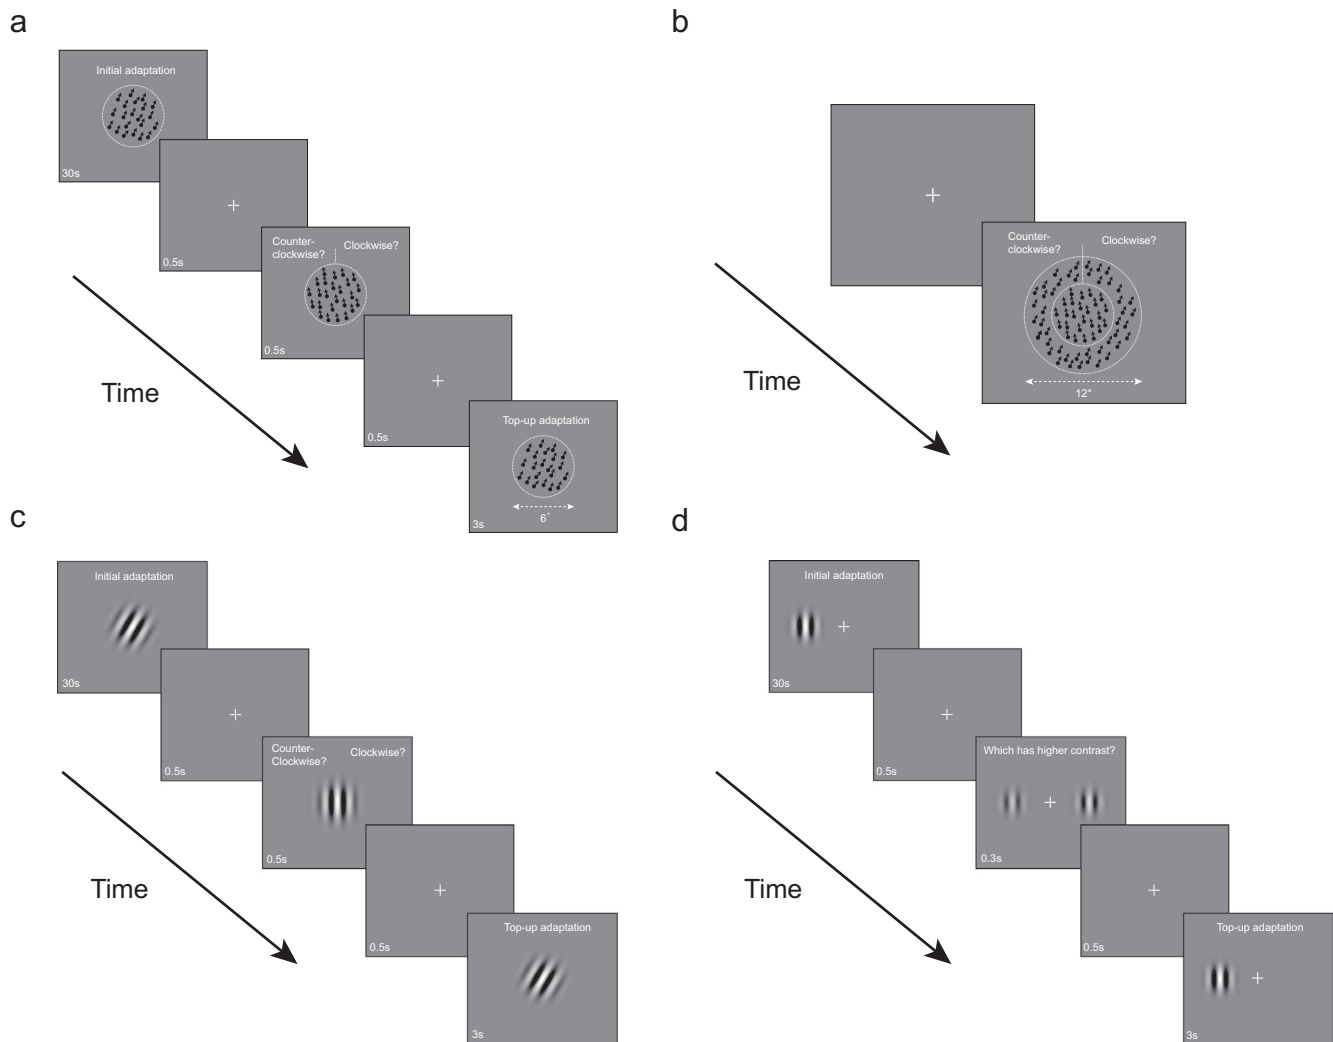 a
Initial adaptation
30s
0.5s
Counter-
clockwise?
Clockwise?
0.5s
0.5s
Top-up adaptation
6°
3s
Time
b
Counter-
clockwise?
Clockwise?
12°
Time
c
Initial adaptation
30s
0.5s
Counter-
Clockwise?
Clockwise?
0.5s
0.5s
Top-up adaptation
3s
Time
d
Initial adaptation
30s
0.5s
Which has higher contrast?
0.3s
0.5s
Top-up adaptation
3s
Time